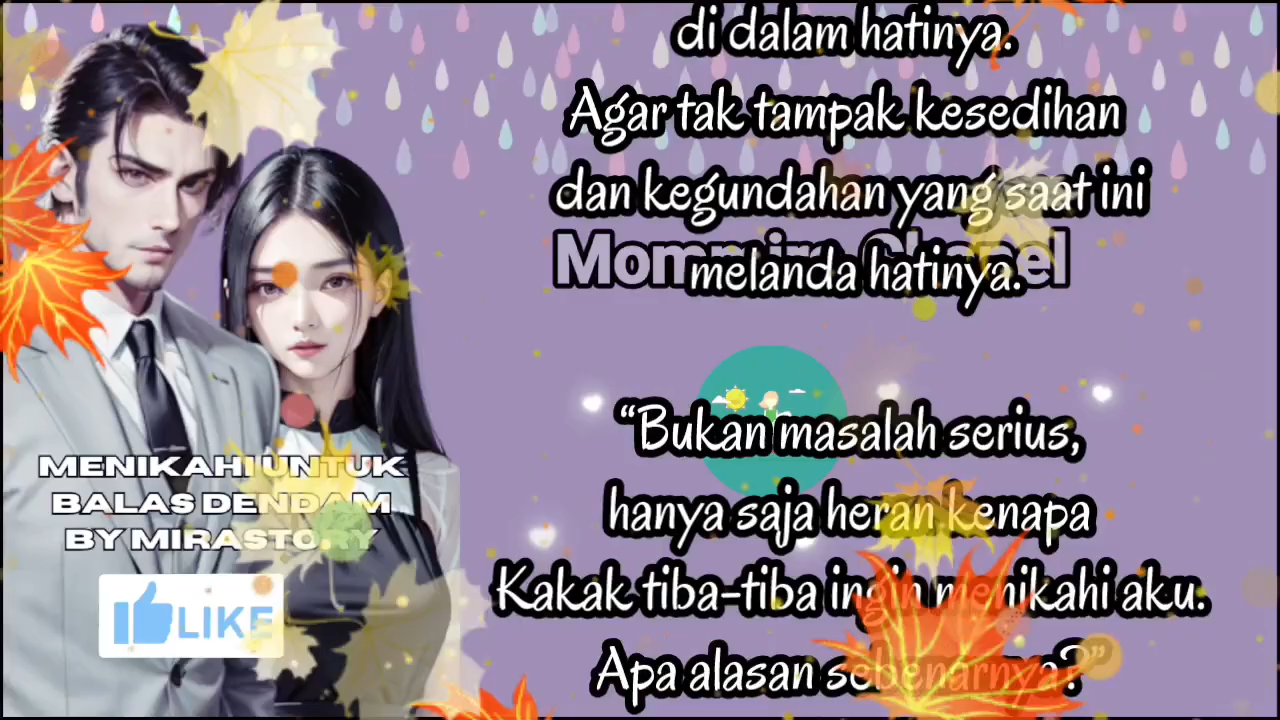 di dalam hatinya.
Agar tak tampak kesedihan
dan kegundahan yang saat ini
melanda hatinya.
“Bukan masalah serius,
hanya saja heran kenapa
Kakak tiba-tiba ingin menikahi aku.
Apa alasan sebenarnya?”
MENIKAHI UNTUK
BALAS DENDAM
BY MIRASTORY
LIKE